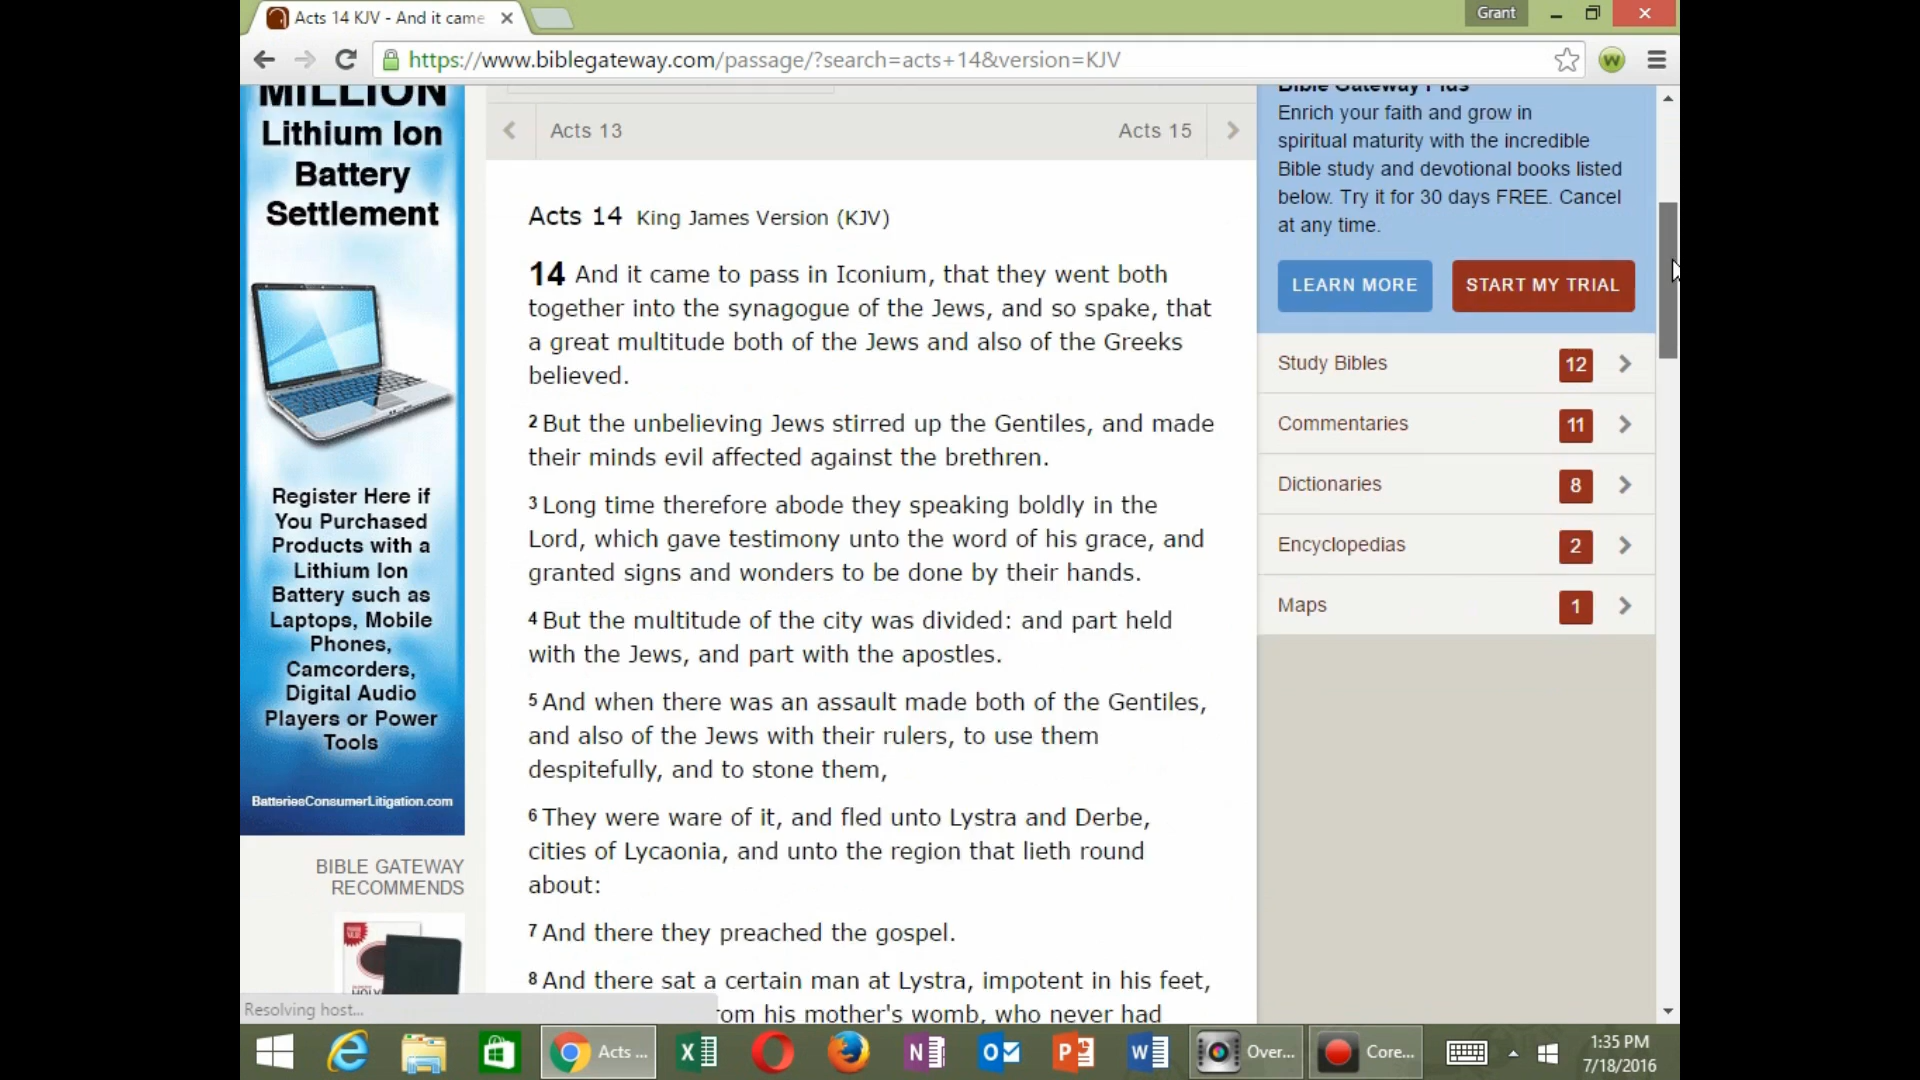 Acts 14 KJV - And it came
Grant
https://www.biblegateway.com/passage/?search=acts+14&version=KJV
MILLION
Lithium Ion
Battery
Settlement
Register Here if
You Purchased
Products with a
Lithium Ion
Battery such as
Laptops, Mobile
Phones,
Camcorders,
Digital Audio
Players or Power
Tools
BatteriesConsumerLitigation.com
BIBLE GATEWAY
RECOMMENDS
Acts 13
Acts 15
Acts 14 King James Version (KJV)
14 And it came to pass in Iconium, that they went both
together into the synagogue of the Jews, and so spake, that
a great multitude both of the Jews and also of the Greeks
believed.
2 But the unbelieving Jews stirred up the Gentiles, and made
their minds evil affected against the brethren.
3 Long time therefore abode they speaking boldly in the
Lord, which gave testimony unto the word of his grace, and
granted signs and wonders to be done by their hands.
4 But the multitude of the city was divided: and part held
with the Jews, and part with the apostles.
5 And when there was an assault made both of the Gentiles,
and also of the Jews with their rulers, to use them
despitefully, and to stone them,
6 They were ware of it, and fled unto Lystra and Derbe,
cities of Lycaonia, and unto the region that lieth round
about:
7 And there they preached the gospel.
8 And there sat a certain man at Lystra, impotent in his feet,
rom his mother's womb, who never had
Bible Gateway Plus
Enrich your faith and grow in
spiritual maturity with the incredible
Bible study and devotional books listed
below. Try it for 30 days FREE. Cancel
at any time.
LEARN MORE
START MY TRIAL
Study Bibles 12
Commentaries 11
Dictionaries 8
Encyclopedias 2
Maps 1
Resolving host...
Acts ...
Over...
Core...
1:35 PM
7/18/2016